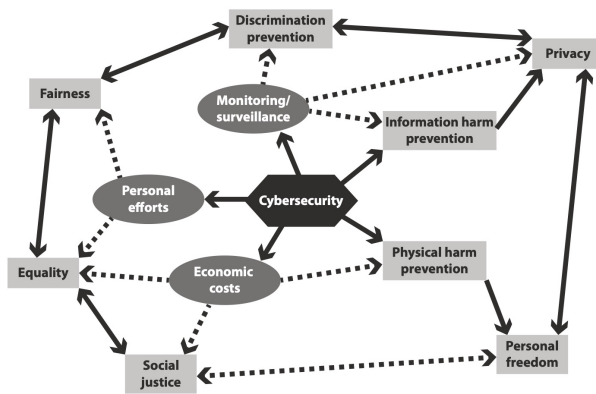 Discrimination
prevention
Privacy
Fairness
Monitoring/
surveillance
Information harm
prevention
Personal
efforts
Cybersecurity
Physical harm
prevention
Equality
Economic
costs
Personal
freedom
Social
justice